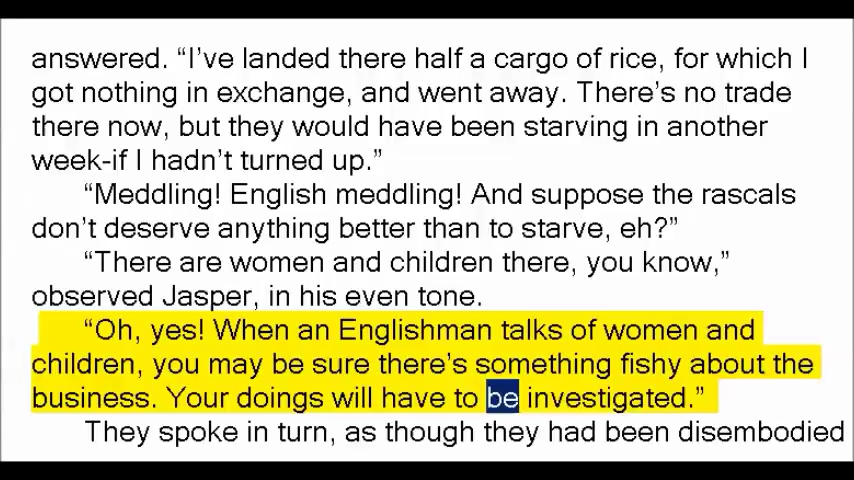 answered. “I’ve landed there half a cargo of rice, for which I
got nothing in exchange, and went away. There’s no trade
there now, but they would have been starving in another
week-if I hadn’t turned up.”
“Meddling! English meddling! And suppose the rascals
don’t deserve anything better than to starve, eh?”
“There are women and children there, you know,”
observed Jasper, in his even tone.
“Oh, yes! When an Englishman talks of women and
children, you may be sure there’s something fishy about the
business. Your doings will have to be investigated.”
They spoke in turn, as though they had been disembodied